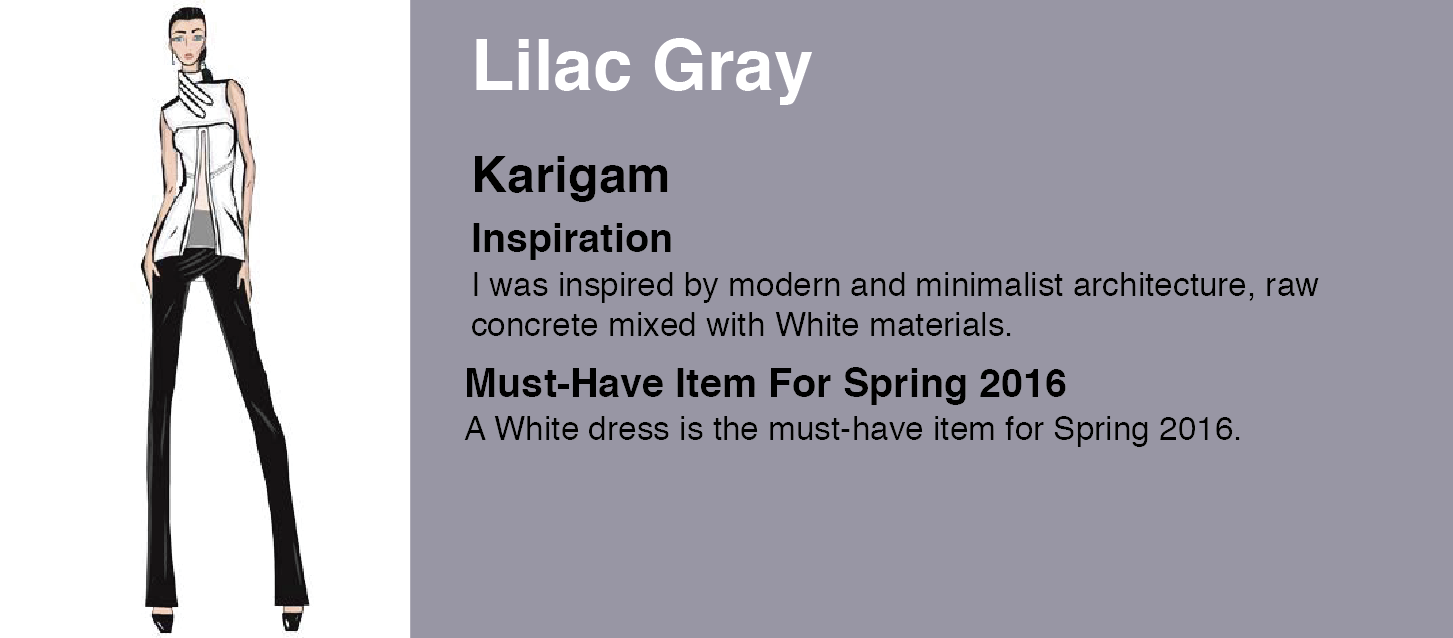 Lilac Gray
Karigam
Inspiration
I was inspired by modern and minimalist architecture, raw
concrete mixed with White materials.
Must-Have Item For Spring 2016
A White dress is the must-have item for Spring 2016.